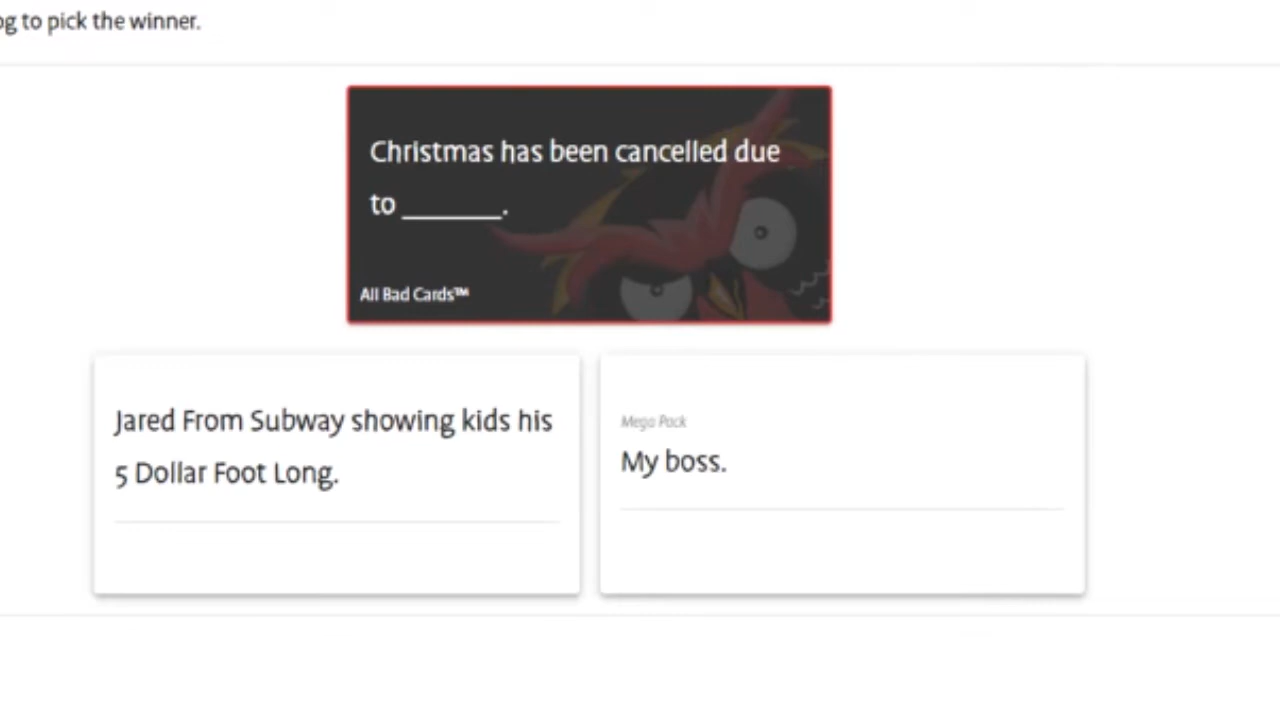 to pick the winner.
Christmas has been cancelled due
to _______.
All Bad Cards™
Jared From Subway showing kids his
5 Dollar Foot Long.
Mega Pack
My boss.